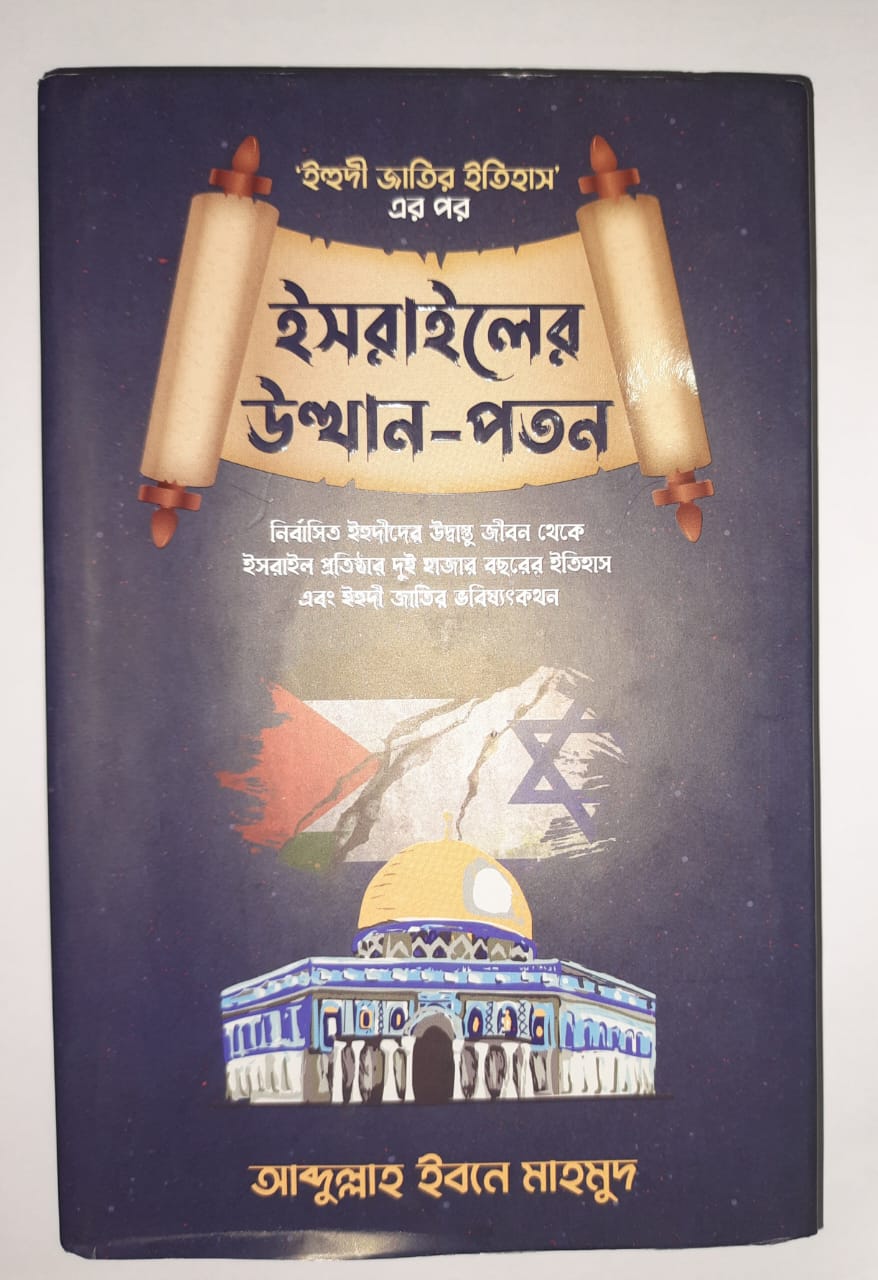 ‘ইহুদী জাতির ইতিহাস’
এর পর
ইসরাইলের
উত্থান-পতন
নির্বাসিত ইহুদীদের উদ্বাস্তু জীবন থেকে
ইসরাইল প্রতিষ্ঠার দুই হাজার বছরের ইতিহাস
এবং ইহুদী জাতির ভবিষ্যৎকথন
আব্দুল্লাহ ইবনে মাহমুদ